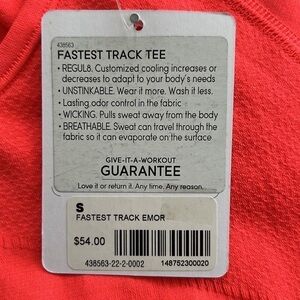 438563
FASTEST TRACK TEE
• REGUL8. Customized cooling increases or
decreases to adapt to your body's needs
• UNSTINKABLE. Wear it more. Wash it less.
• Lasting odor control in the fabric
• WICKING. Pulls sweat away from the body
• BREATHABLE. Sweat can travel through the
fabric so it can evaporate on the surface
GIVE-IT-A-WORKOUT
GUARANTEE
Love it or return it. Any time. Any reason.
S
FASTEST TRACK EMOR
$54.00
438563-22-2-0002
148752300020